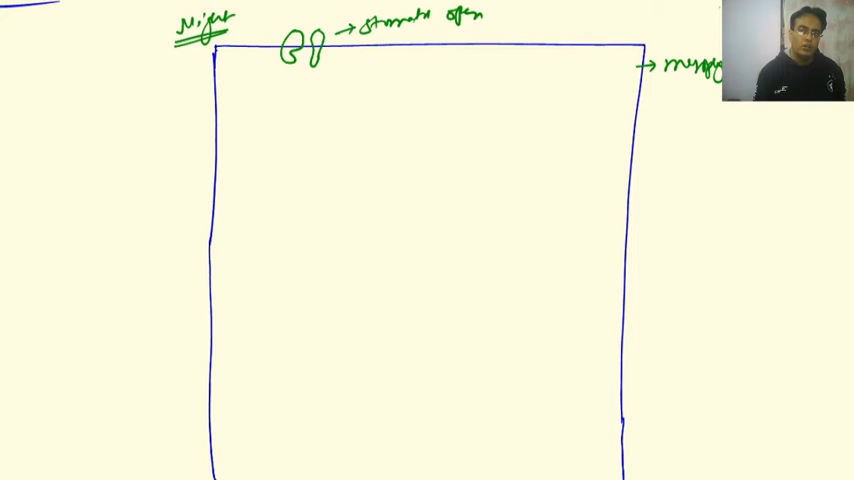 Night
→ stomata open
→